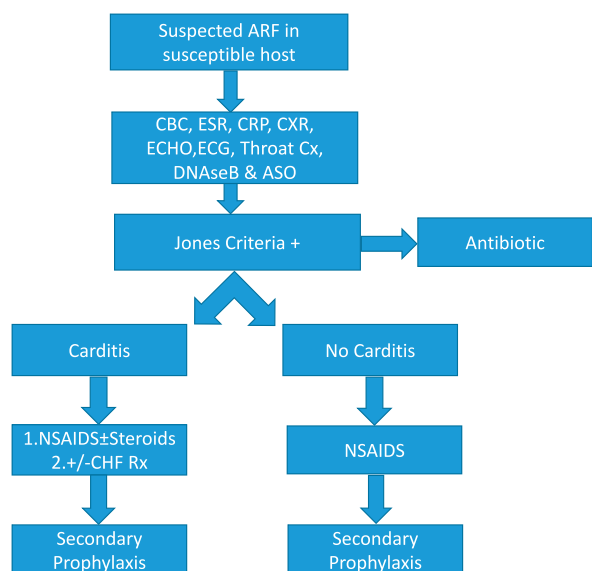 Suspected ARF in
susceptible host
CBC, ESR, CRP, CXR,
ECHO,ECG, Throat Cx,
DNAseB & ASO
Jones Criteria +
Antibiotic
Carditis
No Carditis
1.NSAIDS±Steroids
2.+/-CHF Rx
NSAIDS
Secondary
Prophylaxis
Secondary
Prophylaxis